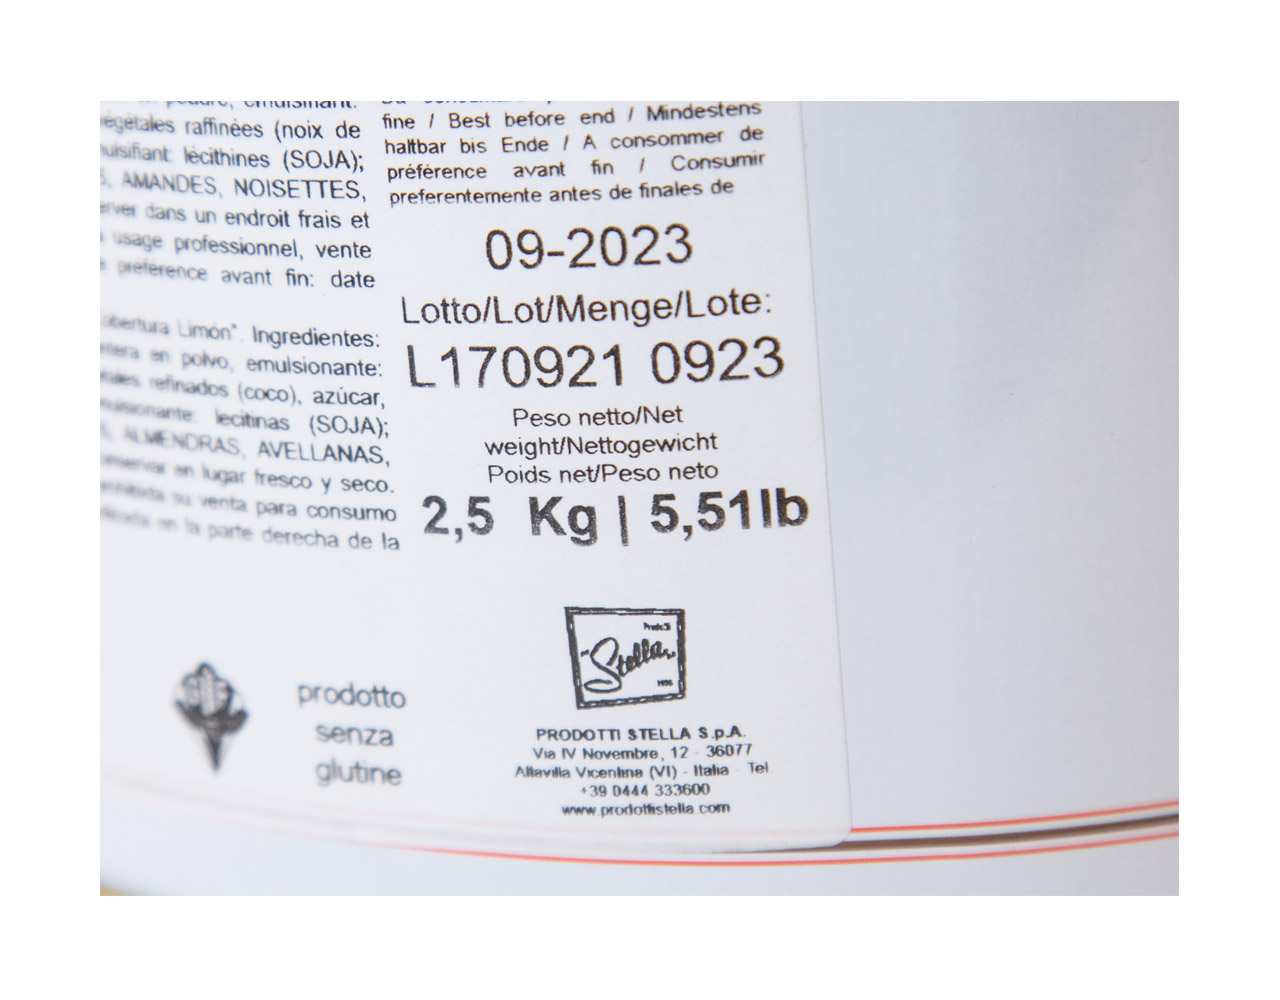 végétales raffinées (noix de
lécithines (SOJA);
AMANDES, NOISETTES,
dans un endroit frais et
usage professionnel, vente
preférence avant fin: date
Limón". Ingredientes:
en polvo, emulsionante:
refinados (coco), azúcar,
lecitinas (SOJA);
ALMENDRAS, AVELLANAS,
en lugar fresco y seco.
su venta para consumo
en la parte derecha de la
fine / Best before end / Mindestens
haltbar bis Ende / A consommer de
préférence avant fin / Consumir
preferentemente antes de finales de
09-2023
Lotto/Lot/Menge/Lote:
L170921 0923
Peso netto/Net
weight/Nettogewicht
Poids net/Peso neto
2,5 Kg | 5,51lb
prodotto
senza
glutine
Stella
PRODOTTI STELLA S.p.A.
Via IV Novembre, 12 - 36077
Altavilla Vicentina (VI) - Italia Tel
+39 0444 333600
www.prodottistella.com